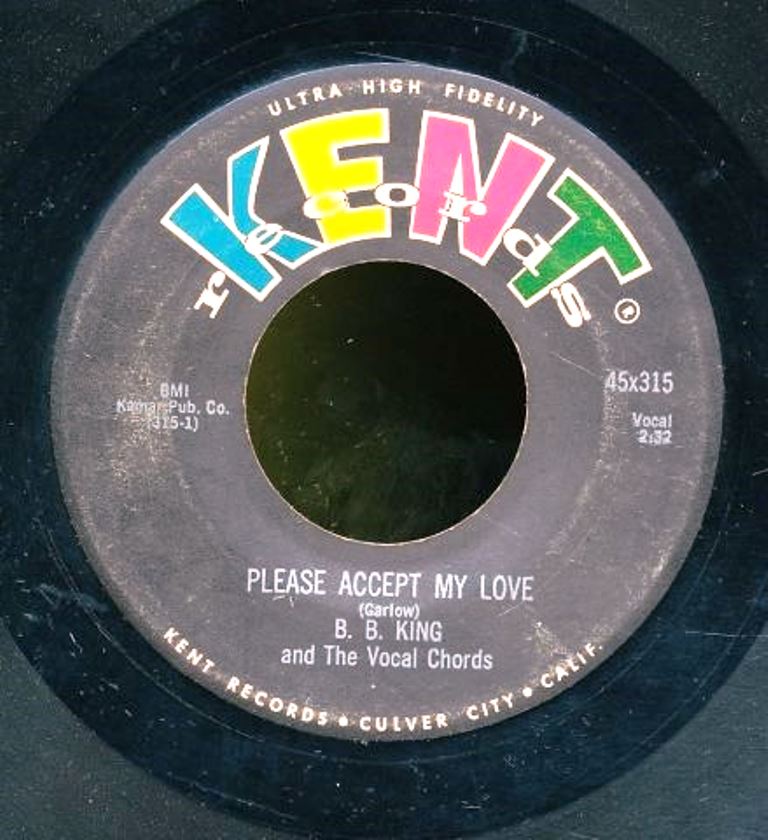 ULTRA HIGH FIDELITY
KENT
records ®
BMI
Kamar Pub. Co.
(315-1)
45x315
Vocal
2:32
PLEASE ACCEPT MY LOVE
(Garlow)
B. B. KING
and The Vocal Chords
KENT RECORDS • CULVER CITY • CALIF.